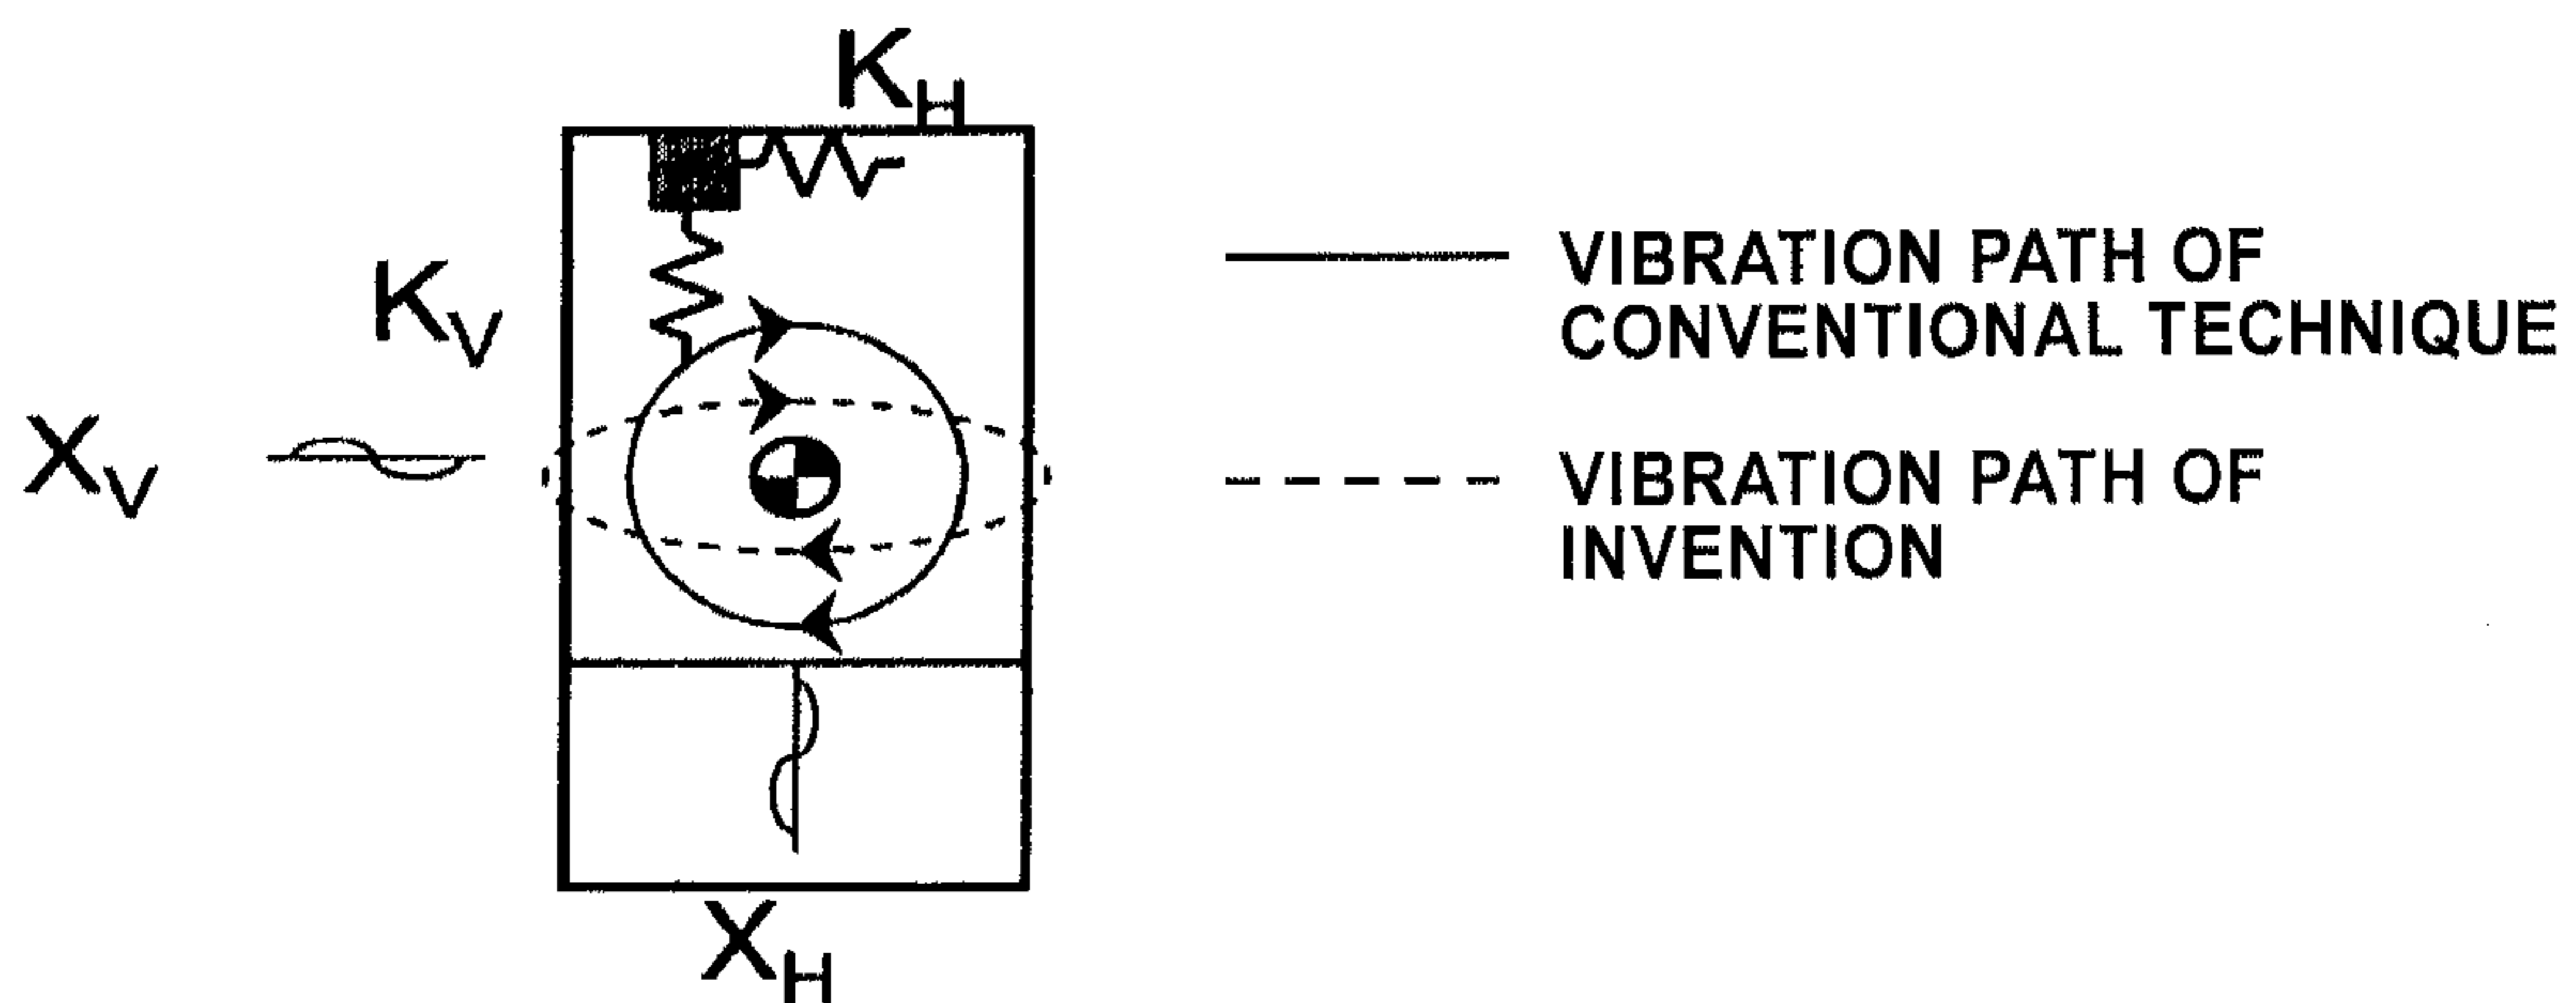 K_H
K_V
X_V
X_H
VIBRATION PATH OF
CONVENTIONAL TECHNIQUE
VIBRATION PATH OF
INVENTION